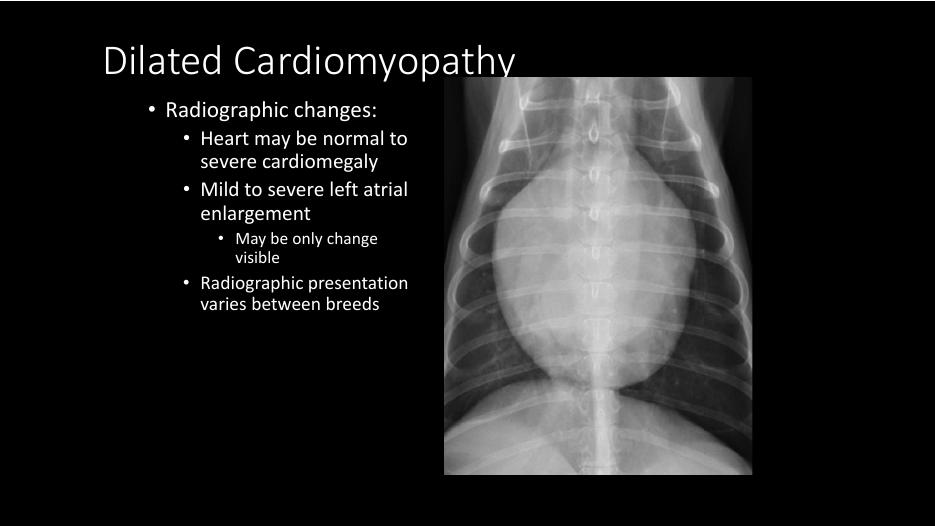 Dilated Cardiomyopathy
• Radiographic changes:
• Heart may be normal to
severe cardiomegaly
• Mild to severe left atrial
enlargement
• May be only change
visible
• Radiographic presentation
varies between breeds